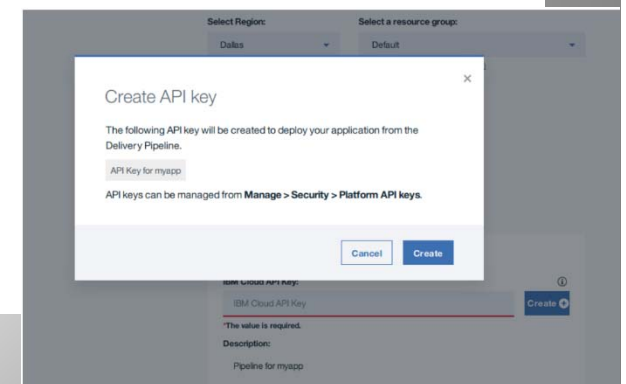 Select Region:
Select a resource group:
Dallas
Default
Create API key
The following API key will be created to deploy your application from the
Delivery Pipeline.
API Key for myapp
API keys can be managed from Manage > Security > Platform API keys.
Cancel
Create
IBM Cloud API Key:
IBM Cloud API Key
Create
*The value is required.
Description:
Pipeline for myapp